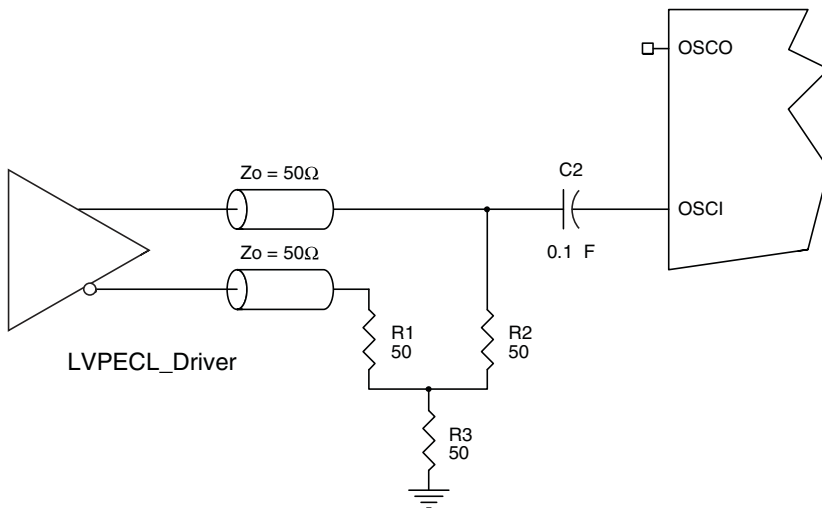 OSCO
Zo = 50Ω
C2
OSCI
0.1 F
Zo = 50Ω
R1
50
R2
50
LVPECL_Driver
R3
50